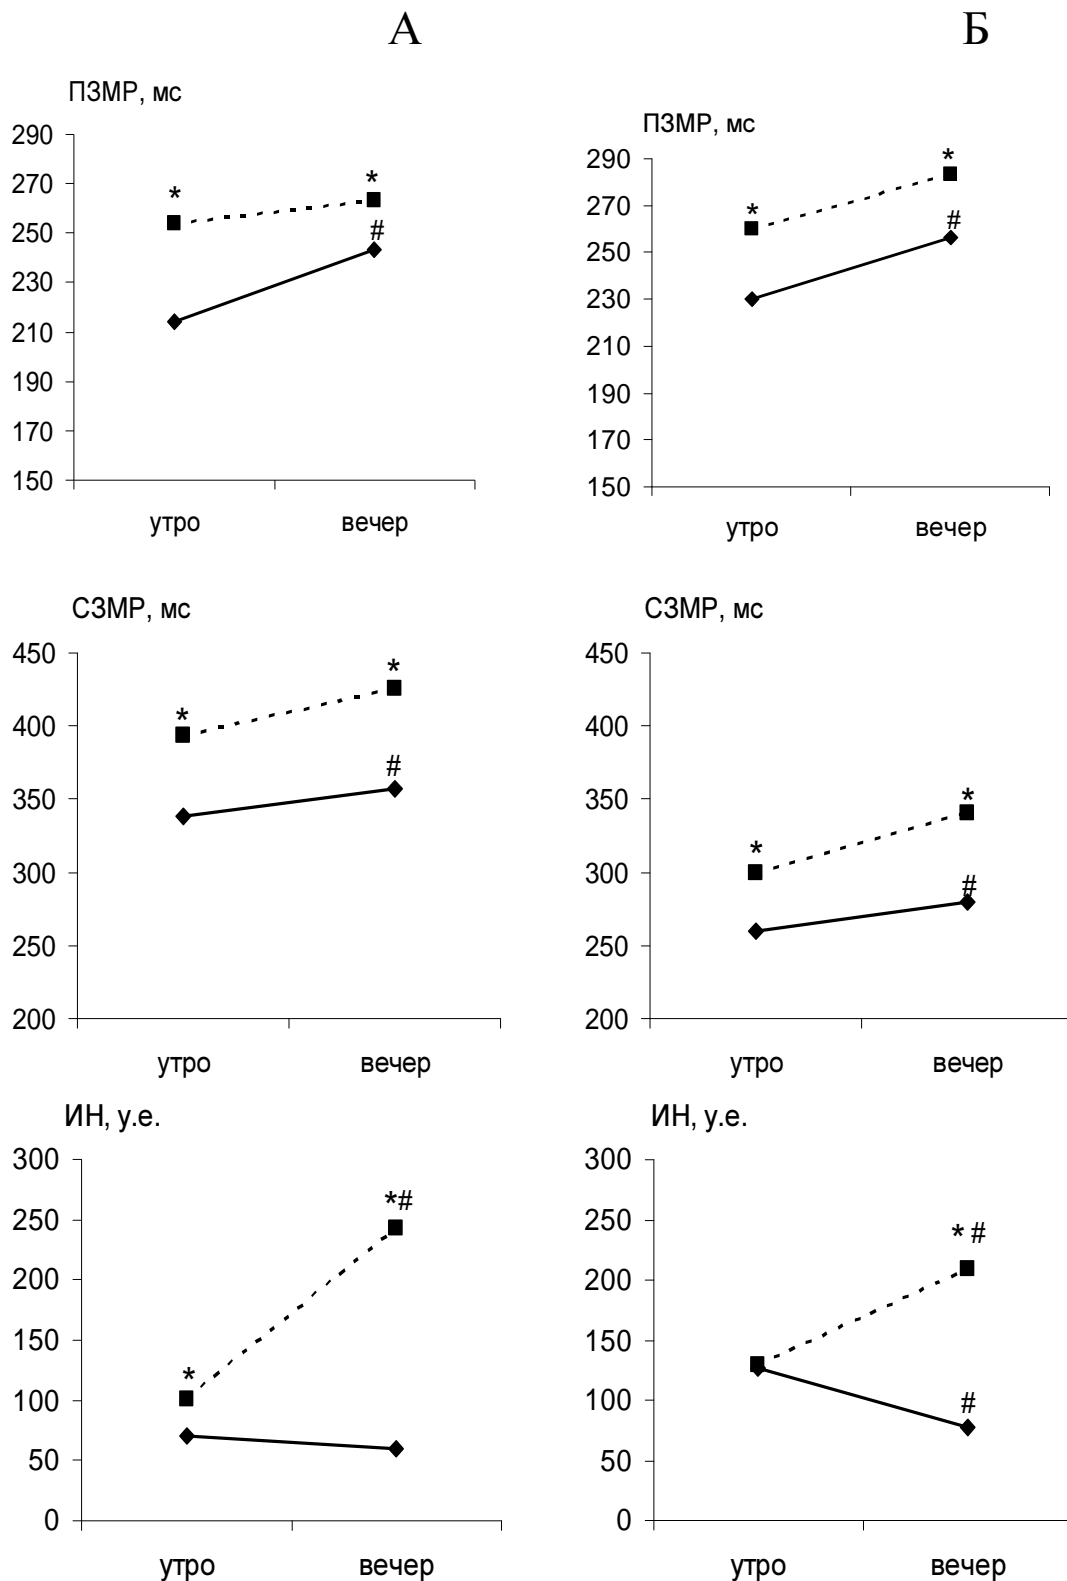 А
Б
ПЗМР, мс
290
*
*
270
250
#
230
210
190
170
150
утро
вечер
ПЗМР, мс
290
*
270
*
#
250
230
210
190
170
150
утро
вечер
СЗМР, мс
450
*
*
400
#
350
300
250
200
утро
вечер
СЗМР, мс
450
400
350
*
*
300
#
250
200
утро
вечер
ИН, у.е.
300
*#
250
200
150
*
100
50
0
утро
вечер
ИН, у.е.
300
250
* #
200
150
100
#
50
0
утро
вечер